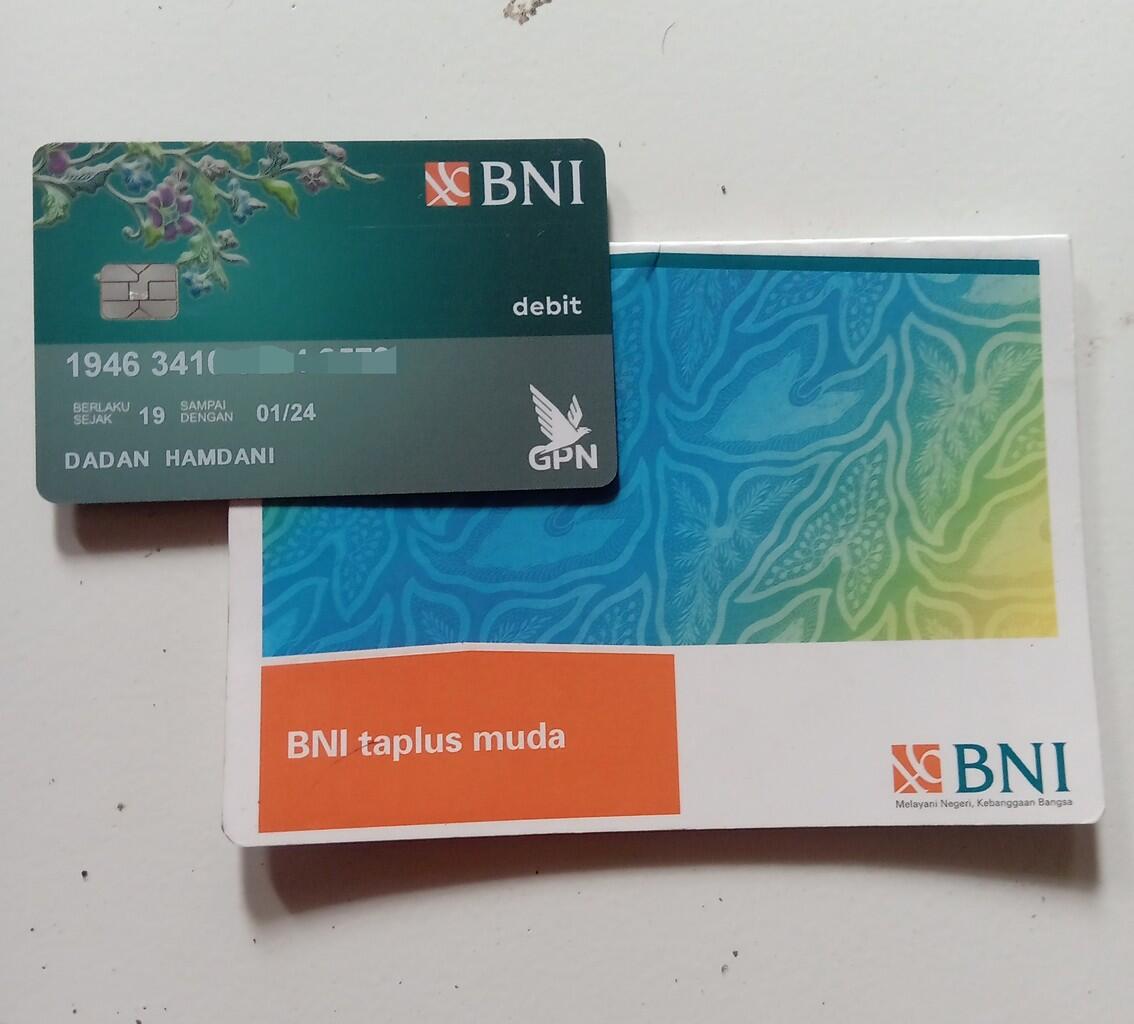 BNI
debit
1946 341
BERLAKU SEJAK 19 SAMPAI DENGAN 01/24
DADAN HAMDANI
GPN
BNI taplus muda
BNI
Melayani Negeri, Kebanggaan Bangsa